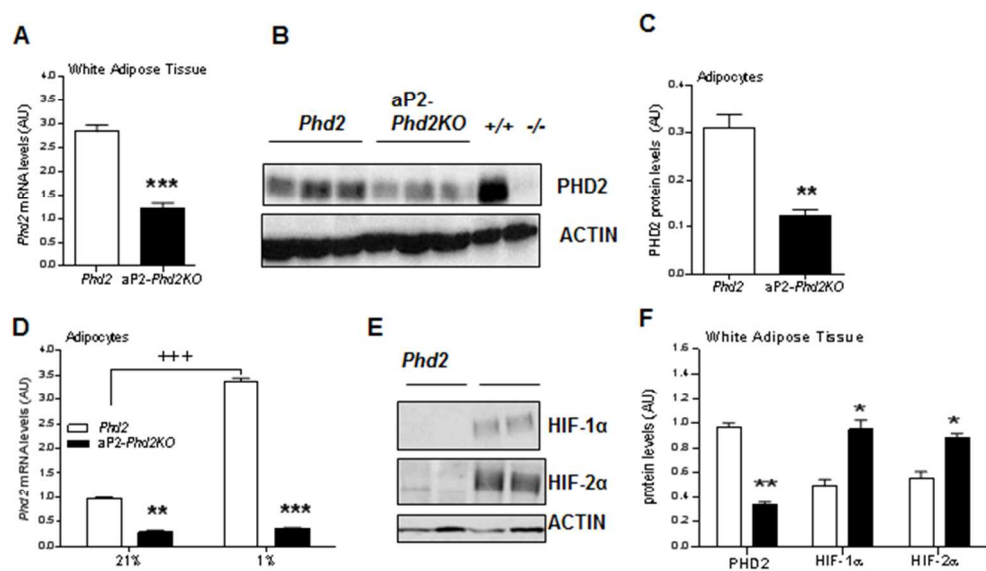 A
White Adipose Tissue
Phd2 mRNA levels (AU)
4.0
3.5
3.0
2.5
2.0
1.5
1.0
0.5
0.0
***
Phd2
aP2-Phd2KO
B
Phd2
aP2-
Phd2KO
+/+
-/-
PHD2
ACTIN
C
Adipocytes
PHD2 protein levels (AU)
0.4
0.3
0.2
0.1
0.0
**
Phd2
aP2-Phd2KO
D
Adipocytes
Phd2 mRNA levels (AU)
4.0
3.5
3.0
2.5
2.0
1.5
1.0
0.5
0.0
+++
Phd2
aP2-Phd2KO
**
***
21%
1%
E
Phd2
HIF-1α
HIF-2α
ACTIN
F
White Adipose Tissue
protein levels (AU)
1.6
1.4
1.2
1.0
0.8
0.6
0.4
0.2
0.0
**
*
*
PHD2
HIF-1α
HIF-2α